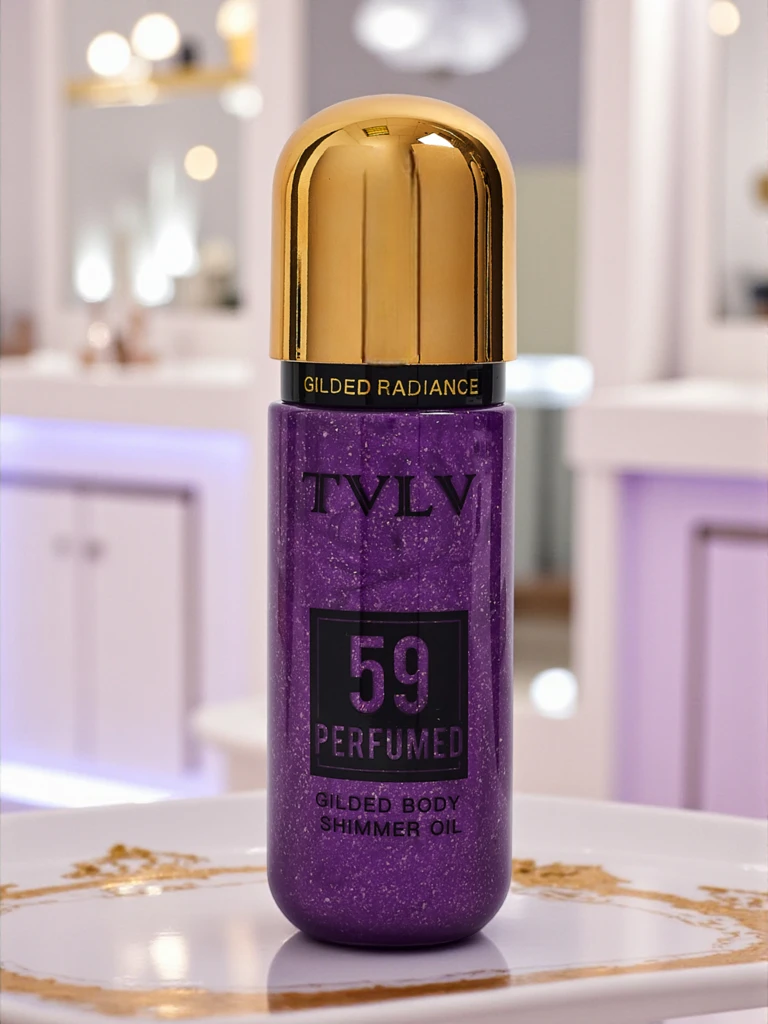 GILDED RADIANCE
TVLV
59
PERFUMED
GILDED BODY
SHIMMER OIL